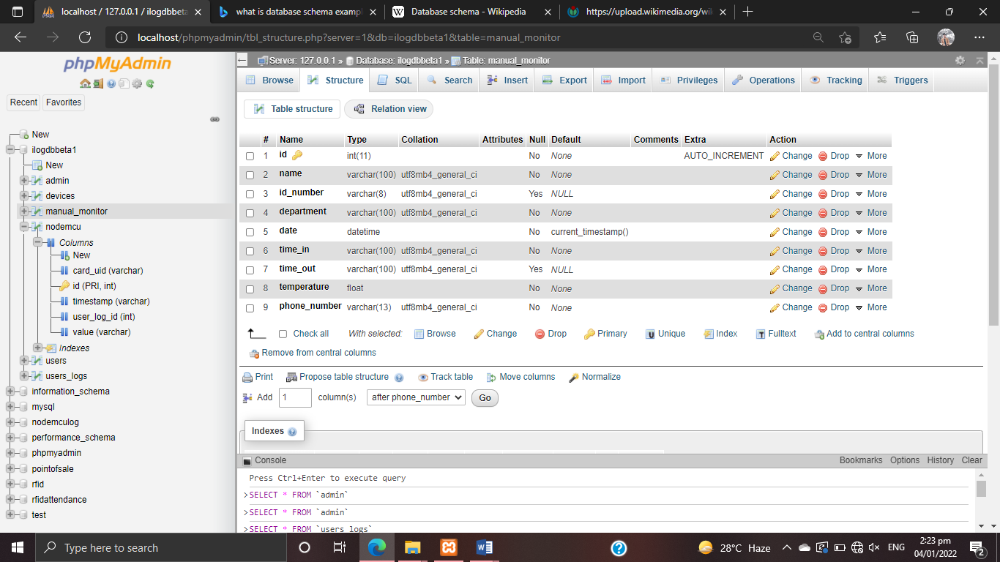 localhost / 127.0.0.1 / ilogdbbeta
what is database schema exampl
Database schema - Wikipedia
https://upload.wikimedia.org/wi
localhost/phpmyadmin/tbl_structure.php?server=1&db=ilogdbbeta1&table=manual_monitor
phpMyAdmin
Recent Favorites
New
ilogdbbeta1
New
admin
devices
manual_monitor
nodemcu
Columns
New
card_uid (varchar)
id (PRI, int)
timestamp (varchar)
user_log_id (int)
value (varchar)
Indexes
users
users_logs
information_schema
mysql
nodemculog
performance_schema
phpmyadmin
pointofsale
rfid
rfidattendance
test
Server: 127.0.0.1 » Database: ilogdbbeta1 » Table: manual_monitor
Browse Structure SQL Search Insert Export Import Privileges Operations Tracking Triggers
Table structure Relation view
# Name Type Collation Attributes Null Default Comments Extra Action
1 id int(11) No None AUTO_INCREMENT Change Drop More
2 name varchar(100) utf8mb4_general_ci No None Change Drop More
3 id_number varchar(8) utf8mb4_general_ci Yes NULL Change Drop More
4 department varchar(100) utf8mb4_general_ci No None Change Drop More
5 date datetime No current_timestamp() Change Drop More
6 time_in varchar(100) utf8mb4_general_ci No None Change Drop More
7 time_out varchar(100) utf8mb4_general_ci Yes NULL Change Drop More
8 temperature float No None Change Drop More
9 phone_number varchar(13) utf8mb4_general_ci No None Change Drop More
Check all With selected: Browse Change Drop Primary Unique Index Fulltext Add to central columns
Remove from central columns
Print Propose table structure Track table Move columns Normalize
Add 1 column(s) after phone_number Go
Indexes
Console Bookmarks Options History Clear
Press Ctrl+Enter to execute query
>SELECT * FROM `admin`
>SELECT * FROM `admin`
>SELECT * FROM `users_logs`
Type here to search
28°C Haze
ENG
2:23 pm
04/01/2022
2